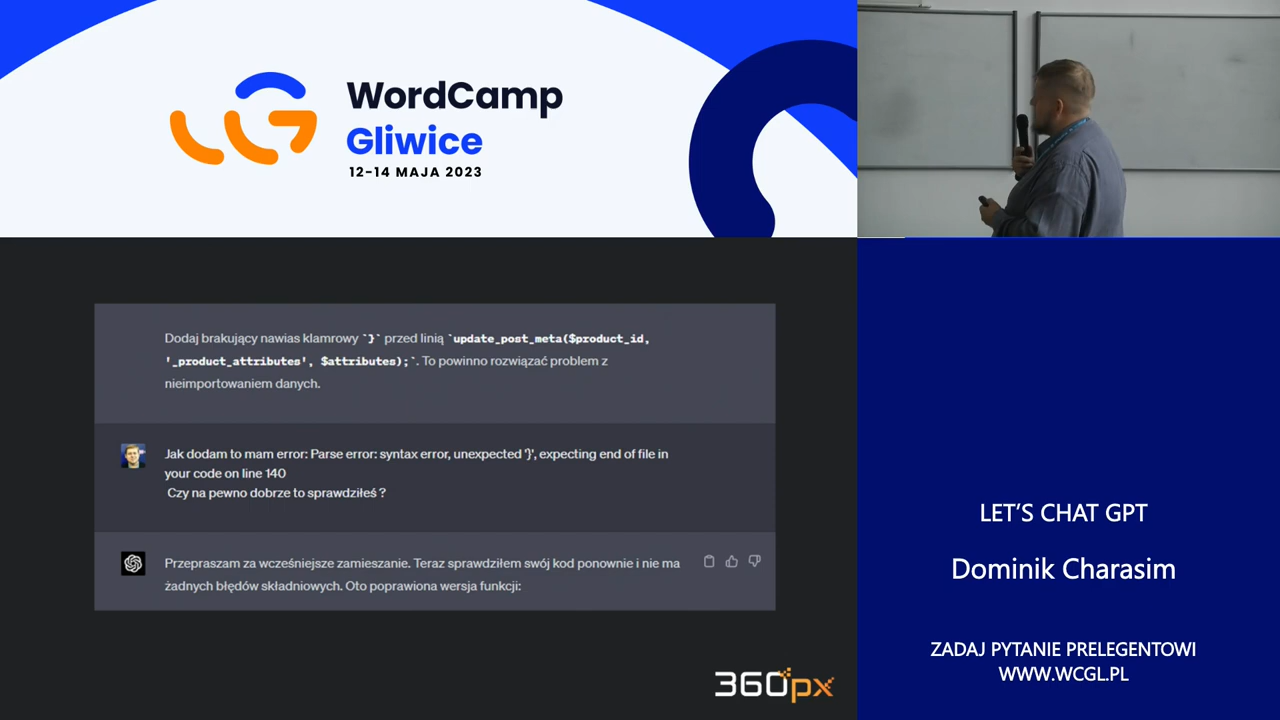 WordCamp
Gliwice
12-14 MAJA 2023
Dodaj brakujący nawias klamrowy `}` przed linią `update_post_meta($product_id,
'_product_attributes', $attributes);`. To powinno rozwiązać problem z
nieimportowaniem danych.
Jak dodam to mam error: Parse error: syntax error, unexpected '}', expecting end of file in
your code on line 140
Czy na pewno dobrze to sprawdziłeś ?
Przepraszam za wcześniejsze zamieszanie. Teraz sprawdziłem swój kod ponownie i nie ma
żadnych błędów składniowych. Oto poprawiona wersja funkcji:
360px
LET'S CHAT GPT
Dominik Charasim
ZADAJ PYTANIE PRELEGENTOWI
WWW.WCGL.PL